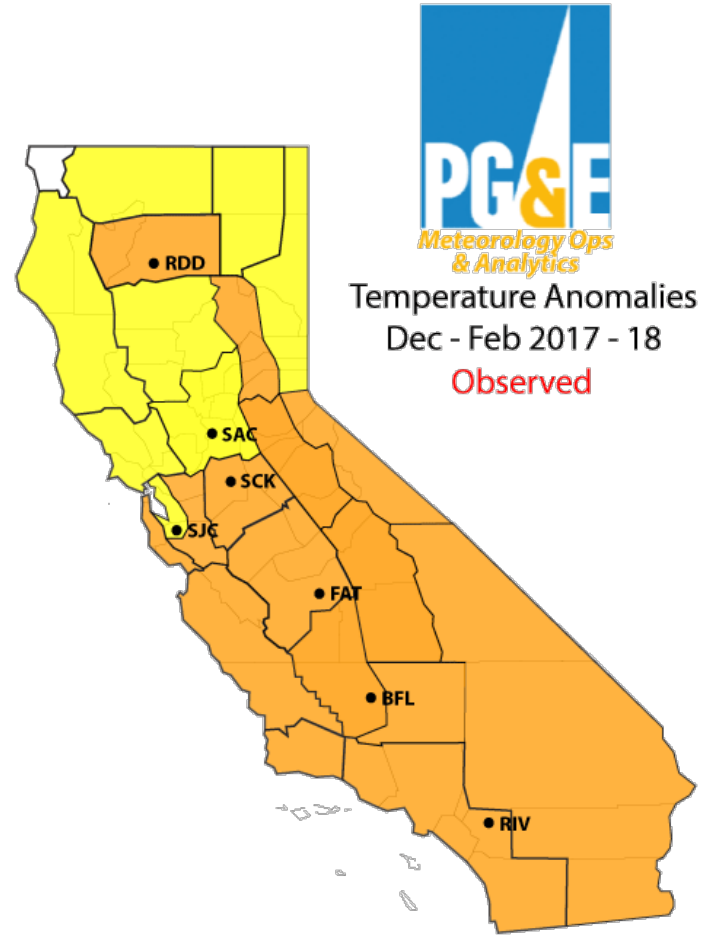 PG&E
Meteorology Ops
& Analytics
Temperature Anomalies
Dec - Feb 2017 - 18
Observed
RDD
SAC
SCK
SJC
FAT
BFL
RIV